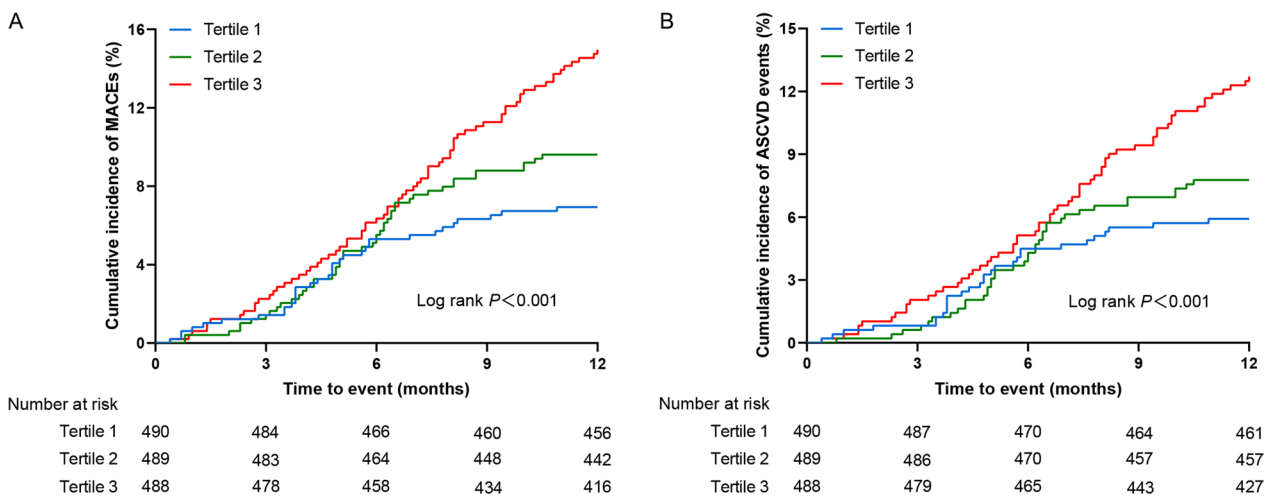 A
Tertile 1
Tertile 2
Tertile 3
Cumulative incidence of MACEs (%)
16
12
8
4
0
Log rank P<0.001
0 3 6 9 12
Time to event (months)
Number at risk
Tertile 1 490 484 466 460 456
Tertile 2 489 483 464 448 442
Tertile 3 488 478 458 434 416
B
Tertile 1
Tertile 2
Tertile 3
Cumulative incidence of ASCVD events (%)
15
12
9
6
3
0
Log rank P<0.001
0 3 6 9 12
Time to event (months)
Number at risk
Tertile 1 490 487 470 464 461
Tertile 2 489 486 470 457 457
Tertile 3 488 479 465 443 427